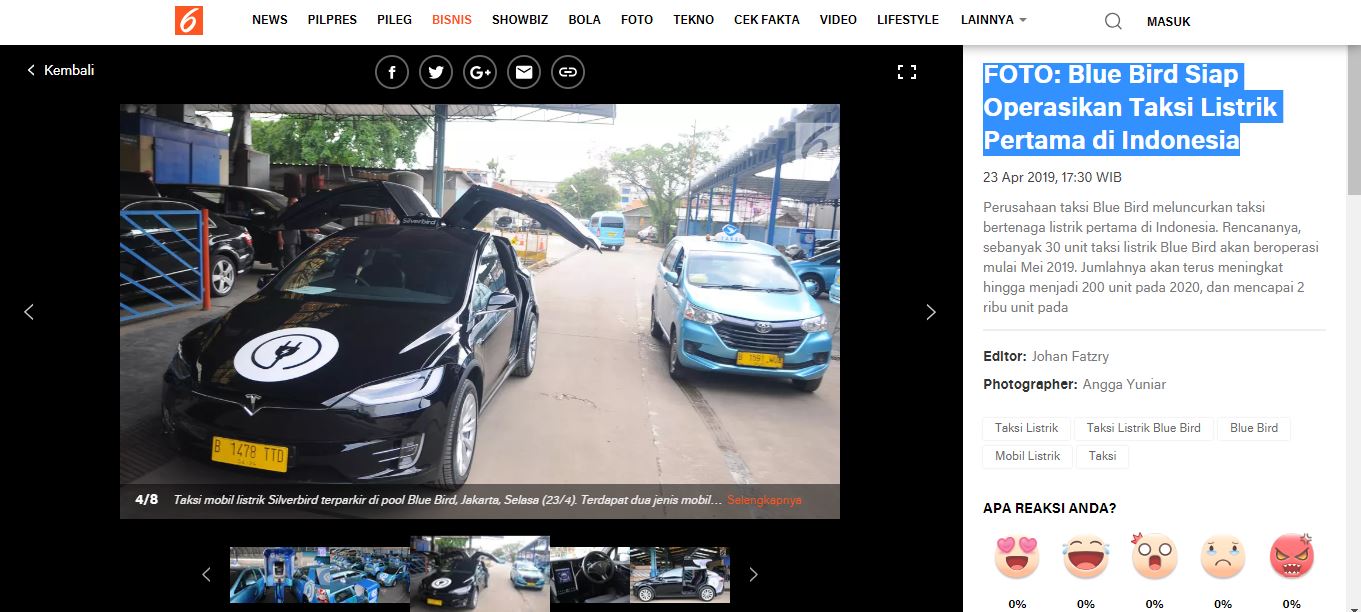 6
NEWS PILPRES PILEG BISNIS SHOWBIZ BOLA FOTO TEKNO CEK FAKTA VIDEO LIFESTYLE LAINNYA MASUK
Kembali
f G+
FOTO: Blue Bird Siap
Operasikan Taksi Listrik
Pertama di Indonesia
23 Apr 2019, 17:30 WIB
Perusahaan taksi Blue Bird meluncurkan taksi
bertenaga listrik pertama di Indonesia. Rencananya,
sebanyak 30 unit taksi listrik Blue Bird akan beroperasi
mulai Mei 2019. Jumlahnya akan terus meningkat
hingga menjadi 200 unit pada 2020, dan mencapai 2
ribu unit pada
Editor: Johan Fatzry
Photographer: Angga Yuniar
Taksi Listrik Taksi Listrik Blue Bird Blue Bird
Mobil Listrik Taksi
APA REAKSI ANDA?
0% 0% 0% 0% 0%
6
Silverbird
TAKSI
B 1478 TTD
4/8 Taksi mobil listrik Silverbird terparkir di pool Blue Bird, Jakarta, Selasa (23/4). Terdapat dua jenis mobil... Selengkapnya